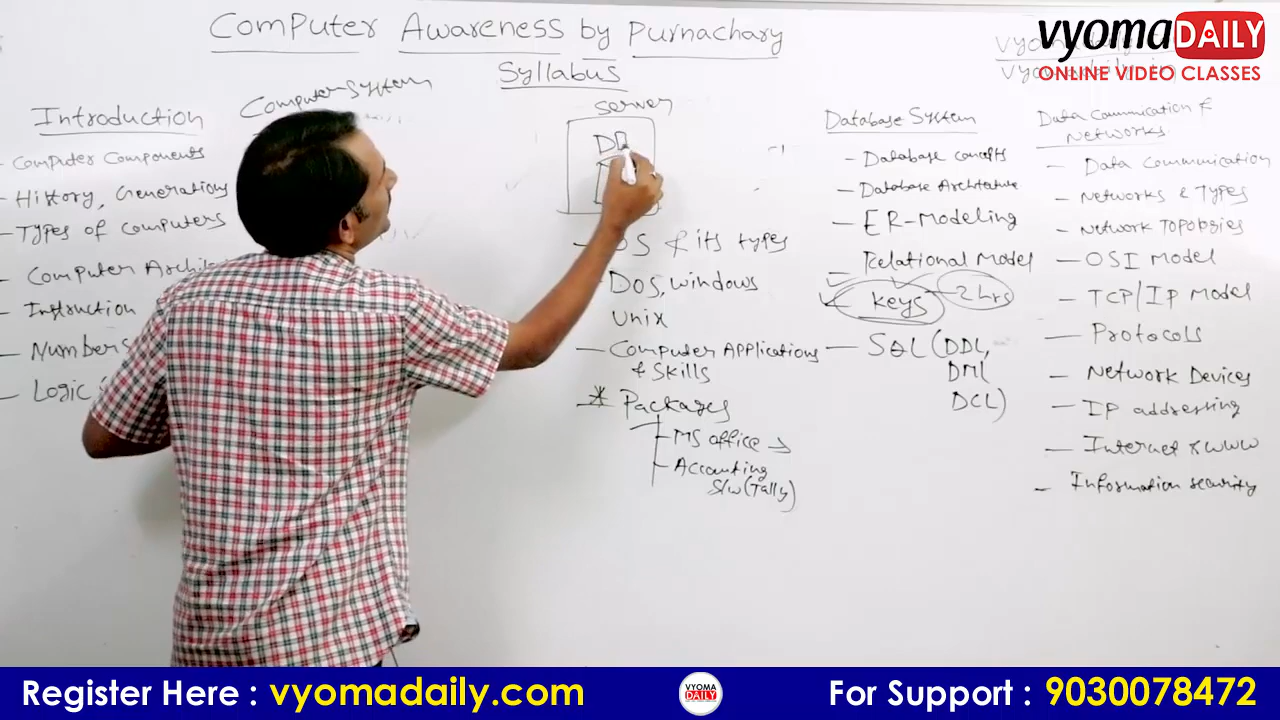 Computer Awareness by Purnachary
Syllabus
vyomaDAILY
ONLINE VIDEO CLASSES
Introduction
- Computer Components
- History, Generations
- Types of computers
- Computer
- Instruction
- Numbers
- Logic
Computer System
server
- OS & its types
DOS, windows
Unix
- Computer Applications
& Skills
* Packages
- MS office →
- Accounting
S/w (Tally)
Database System
- Database concepts
- Database Architeture
- ER-Modeling
- Relational Model
Keys 2 hrs
- SQL (DDL,
DML
DCL)
Data Communication &
Networks
- Data Communication
- Networks & Types
- Network Topologies
- OSI Model
- TCP/IP Model
- Protocols
- Network Devices
- IP addressing
- Internet & WWW
- Information security
Register Here : vyomadaily.com
VYOMA
DAILY
For Support : 9030078472